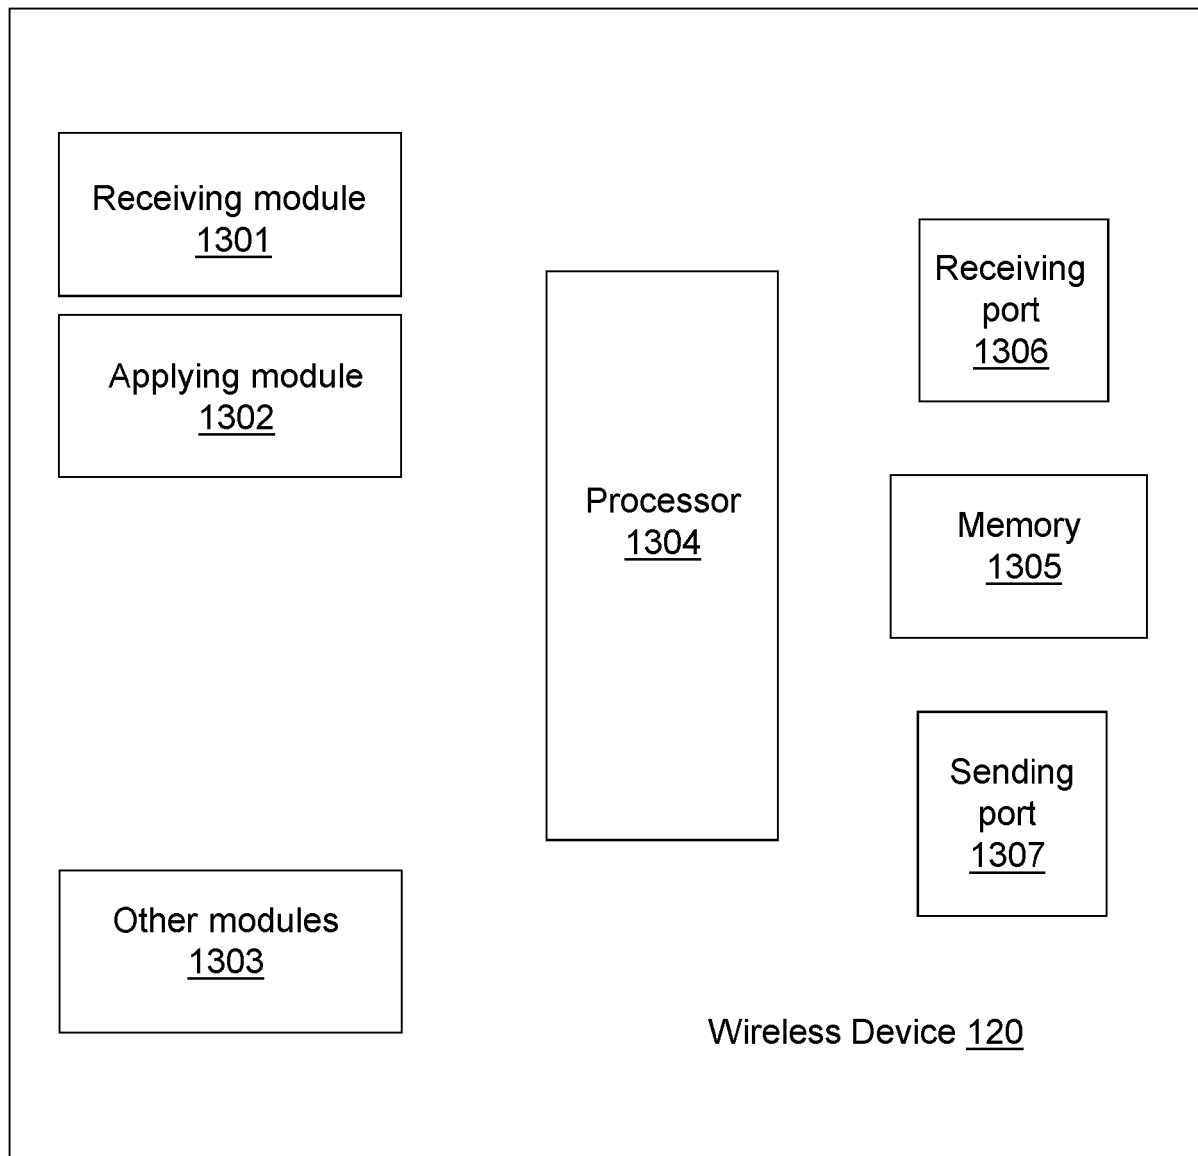 Receiving module
1301
Applying module
1302
Other modules
1303
Processor
1304
Receiving
port
1306
Memory
1305
Sending
port
1307
Wireless Device 120